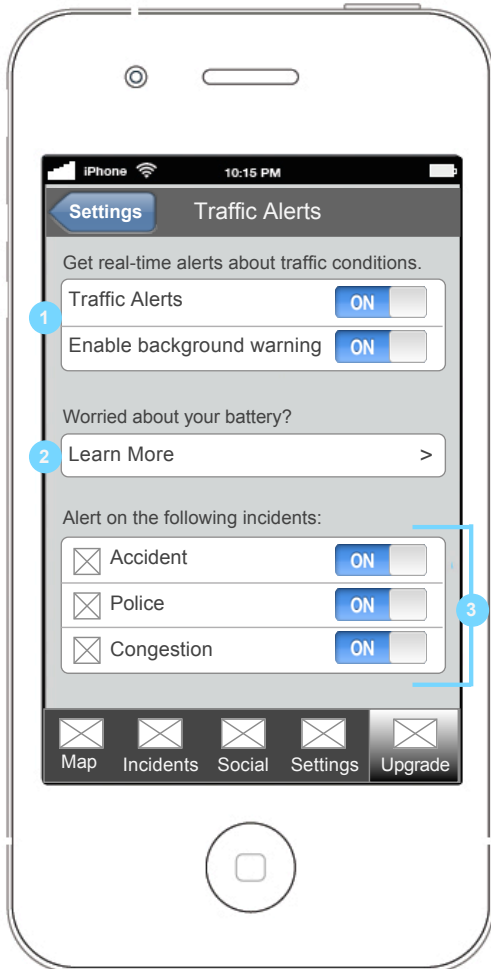 iPhone 10:15 PM
Settings Traffic Alerts
Get real-time alerts about traffic conditions.
1
Traffic Alerts ON
Enable background warning ON
Worried about your battery?
2 Learn More >
Alert on the following incidents:
Accident ON
Police ON 3
Congestion ON
Map Incidents Social Settings Upgrade